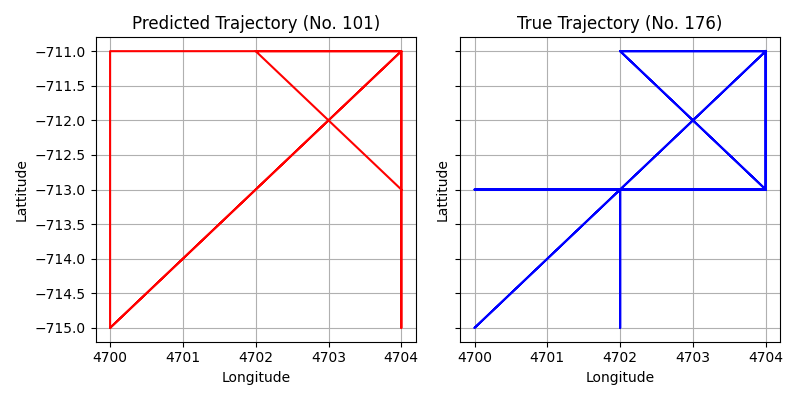 Predicted Trajectory (No. 101)
True Trajectory (No. 176)
Lattitude
−711.0
−711.5
−712.0
−712.5
−713.0
−713.5
−714.0
−714.5
−715.0
4700 4701 4702 4703 4704
Longitude
Lattitude
4700 4701 4702 4703 4704
Longitude